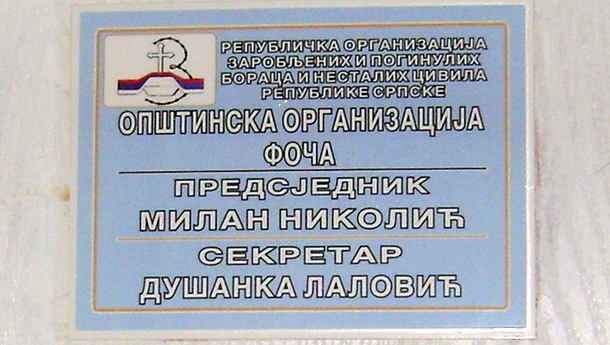 РЕПУБЛИЧКА ОРГАНИЗАЦИЈА
ЗАРОБЉЕНИХ И ПОГИНУЛИХ
БОРАЦА И НЕСТАЛИХ ЦИВИЛА
РЕПУБЛИКЕ СРПСКЕ
ОПШТИНСКА ОРГАНИЗАЦИЈА
ФОЧА
ПРЕДСЈЕДНИК
МИЛАН НИКОЛИЋ
СЕКРЕТАР
ДУШАНКА ЛАЛОВИЋ